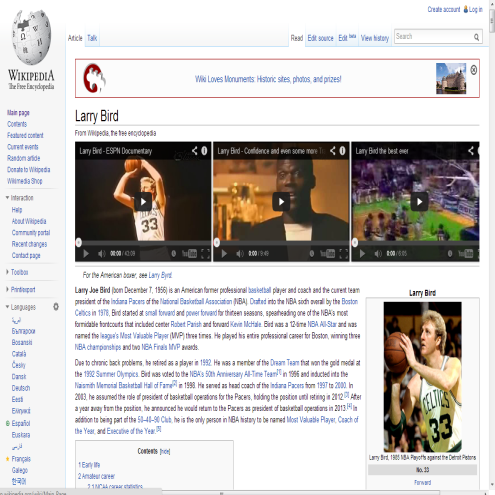 Create account Log in
Article Talk
Read Edit source Edit beta View history
Search
WIKIPEDIA
The Free Encyclopedia
Main page
Contents
Featured content
Current events
Random article
Donate to Wikipedia
Wikimedia Shop
Interaction
Help
About Wikipedia
Community portal
Recent changes
Contact page
Toolbox
Print/export
Languages
العربية
Български
Bosanski
Català
Česky
Dansk
Deutsch
Eesti
Ελληνικά
Español
Euskara
فارسی
Français
Galego
한국어
Wiki Loves Monuments: Historic sites, photos, and prizes!
Larry Bird
From Wikipedia, the free encyclopedia
Larry Bird - ESPN Documentary
Larry Bird - Confidence and even some more
Larry Bird the best ever
33
0:00 / 43:09
0:00 / 9:49
YouTube
For the American boxer, see Larry Byrd.
Larry Joe Bird (born December 7, 1956) is an American former professional basketball player and coach and the current team
president of the Indiana Pacers of the National Basketball Association (NBA). Drafted into the NBA sixth overall by the Boston
Celtics in 1978, Bird started at small forward and power forward for thirteen seasons, spearheading one of the NBA's most
formidable frontcourts that included center Robert Parish and forward Kevin McHale. Bird was a 12-time NBA All-Star and was
named the league's Most Valuable Player (MVP) three times. He played his entire professional career for Boston, winning three
NBA championships and two NBA Finals MVP awards.
Due to chronic back problems, he retired as a player in 1992. He was a member of the Dream Team that won the gold medal at
the 1992 Summer Olympics. Bird was voted to the NBA's 50th Anniversary All-Time Team[1] in 1996 and inducted into the
Naismith Memorial Basketball Hall of Fame[2] in 1998. He served as head coach of the Indiana Pacers from 1997 to 2000. In
2003, he assumed the role of president of basketball operations for the Pacers, holding the position until retiring in 2012.[3] After
a year away from the position, he announced he would return to the Pacers as president of basketball operations in 2013.[4] In
addition to being part of the 50–40–90 Club, he is the only person in NBA history to be named Most Valuable Player, Coach of
the Year, and Executive of the Year.[5]
Contents [hide]
1 Early life
2 Amateur career
2.1 NCAA career statistics
Larry Bird
CELTICS
33
Larry Bird, 1985 NBA Playoffs against the Detroit Pistons
No. 33
Forward